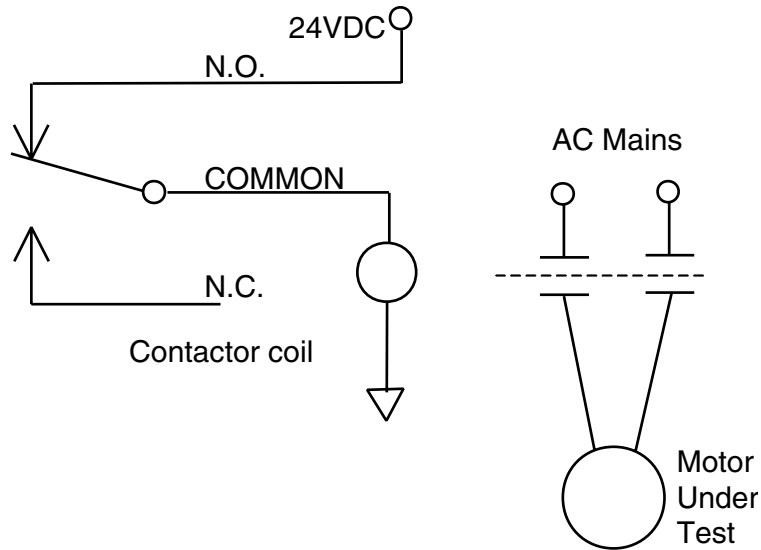 24VDC
N.O.
AC Mains
COMMON
N.C.
Contactor coil
Motor
Under
Test